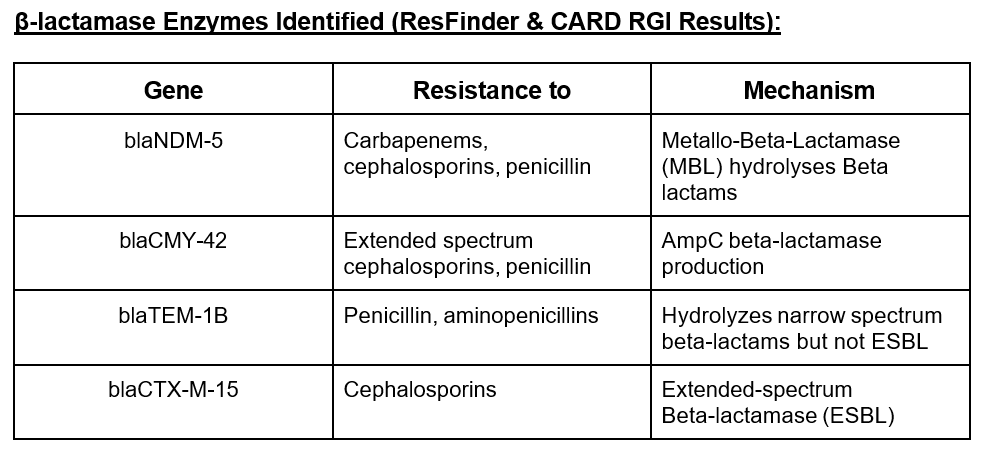 β-lactamase Enzymes Identified (ResFinder & CARD RGI Results):
Gene
Resistance to
Mechanism
blaNDM-5
Carbapenems,
cephalosporins, penicillin
Metallo-Beta-Lactamase
(MBL) hydrolyses Beta
lactams
blaCMY-42
Extended spectrum
cephalosporins, penicillin
AmpC beta-lactamase
production
blaTEM-1B
Penicillin, aminopenicillins
Hydrolyzes narrow spectrum
beta-lactams but not ESBL
blaCTX-M-15
Cephalosporins
Extended-spectrum
Beta-lactamase (ESBL)